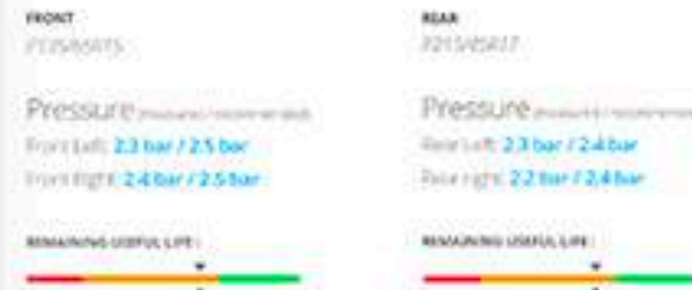 FRONT
REAR
Pressure
Front Left: 2.3 bar / 2.5 bar
Front Right: 2.4 bar / 2.5 bar
Pressure
Rear Left: 2.3 bar / 2.4 bar
Rear right: 2.2 bar / 2.4 bar
REMAINING USEFUL LIFE :
REMAINING USEFUL LIFE :